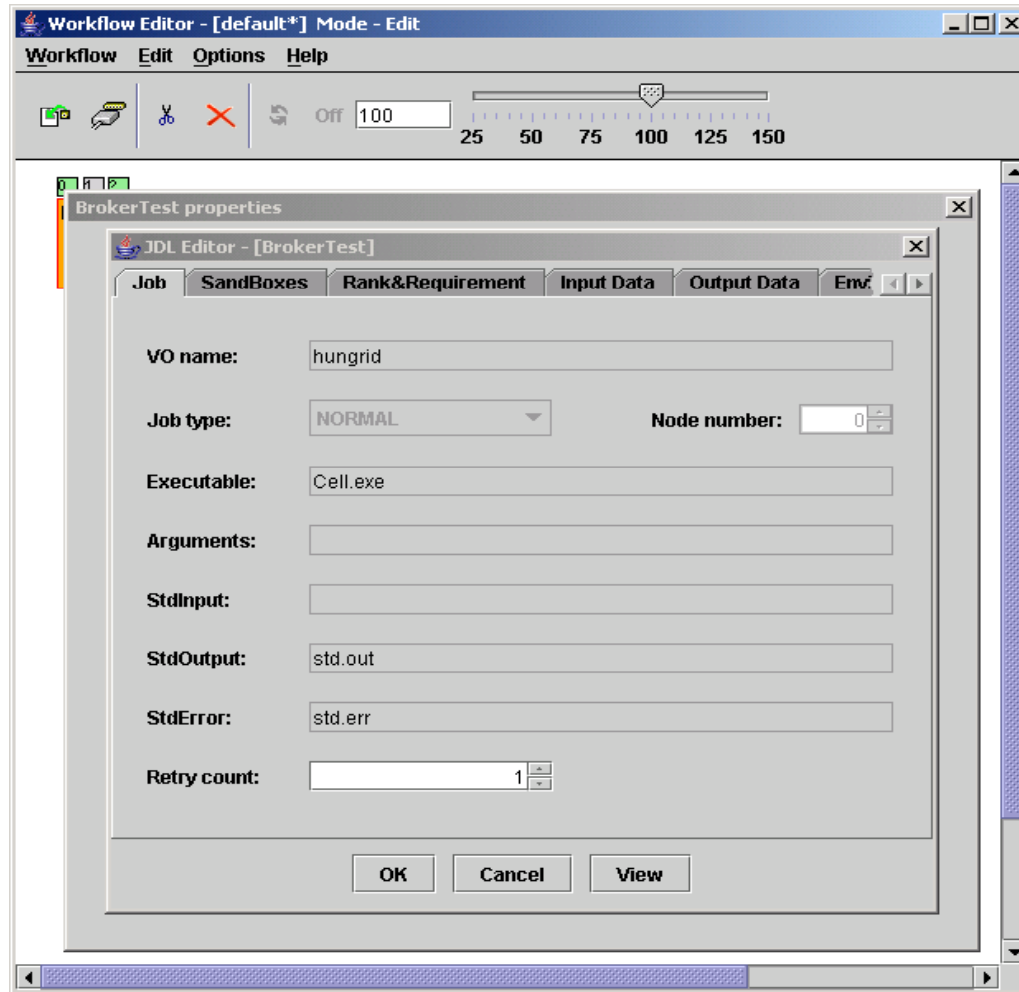 Workflow Editor - [default*] Mode - Edit
Workflow Edit Options Help
Off 100
25 50 75 100 125 150
0 1 2
BrokerTest properties
JDL Editor - [BrokerTest]
Job SandBoxes Rank&Requirement Input Data Output Data
VO name: hungrid
Job type: NORMAL Node number: 0
Executable: Cell.exe
Arguments:
StdInput:
StdOutput: std.out
StdError: std.err
Retry count: 1
OK Cancel View